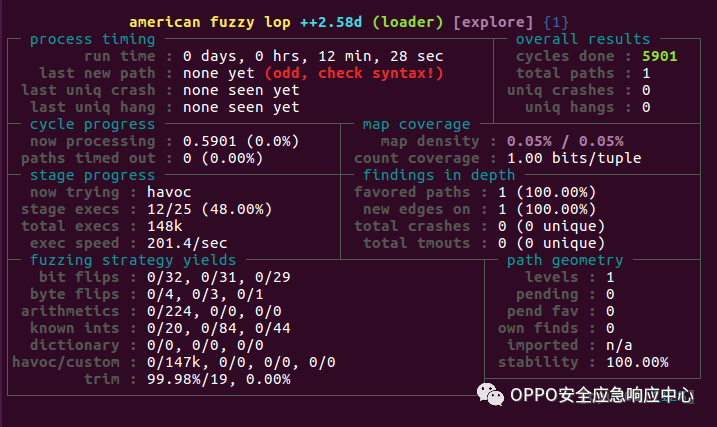 american fuzzy lop ++2.58d (loader) [explore] {1}
process timing
overall results
run time : 0 days, 0 hrs, 12 min, 28 sec
cycles done : 5901
last new path : none yet (odd, check syntax!)
total paths : 1
last uniq crash : none seen yet
uniq crashes : 0
last uniq hang : none seen yet
uniq hangs : 0
cycle progress
map coverage
now processing : 0.5901 (0.0%)
map density : 0.05% / 0.05%
paths timed out : 0 (0.00%)
count coverage : 1.00 bits/tuple
stage progress
findings in depth
now trying : havoc
favored paths : 1 (100.00%)
stage execs : 12/25 (48.00%)
new edges on : 1 (100.00%)
total execs : 148k
total crashes : 0 (0 unique)
exec speed : 201.4/sec
total tmouts : 0 (0 unique)
fuzzing strategy yields
path geometry
bit flips : 0/32, 0/31, 0/29
levels : 1
byte flips : 0/4, 0/3, 0/1
pending : 0
arithmetics : 0/224, 0/0, 0/0
pend fav : 0
known ints : 0/20, 0/84, 0/44
own finds : 0
dictionary : 0/0, 0/0, 0/0
imported : n/a
havoc/custom : 0/147k, 0/0, 0/0, 0/0
stability : 100.00%
trim : 99.98%/19, 0.00%
OPPO安全应急响应中心